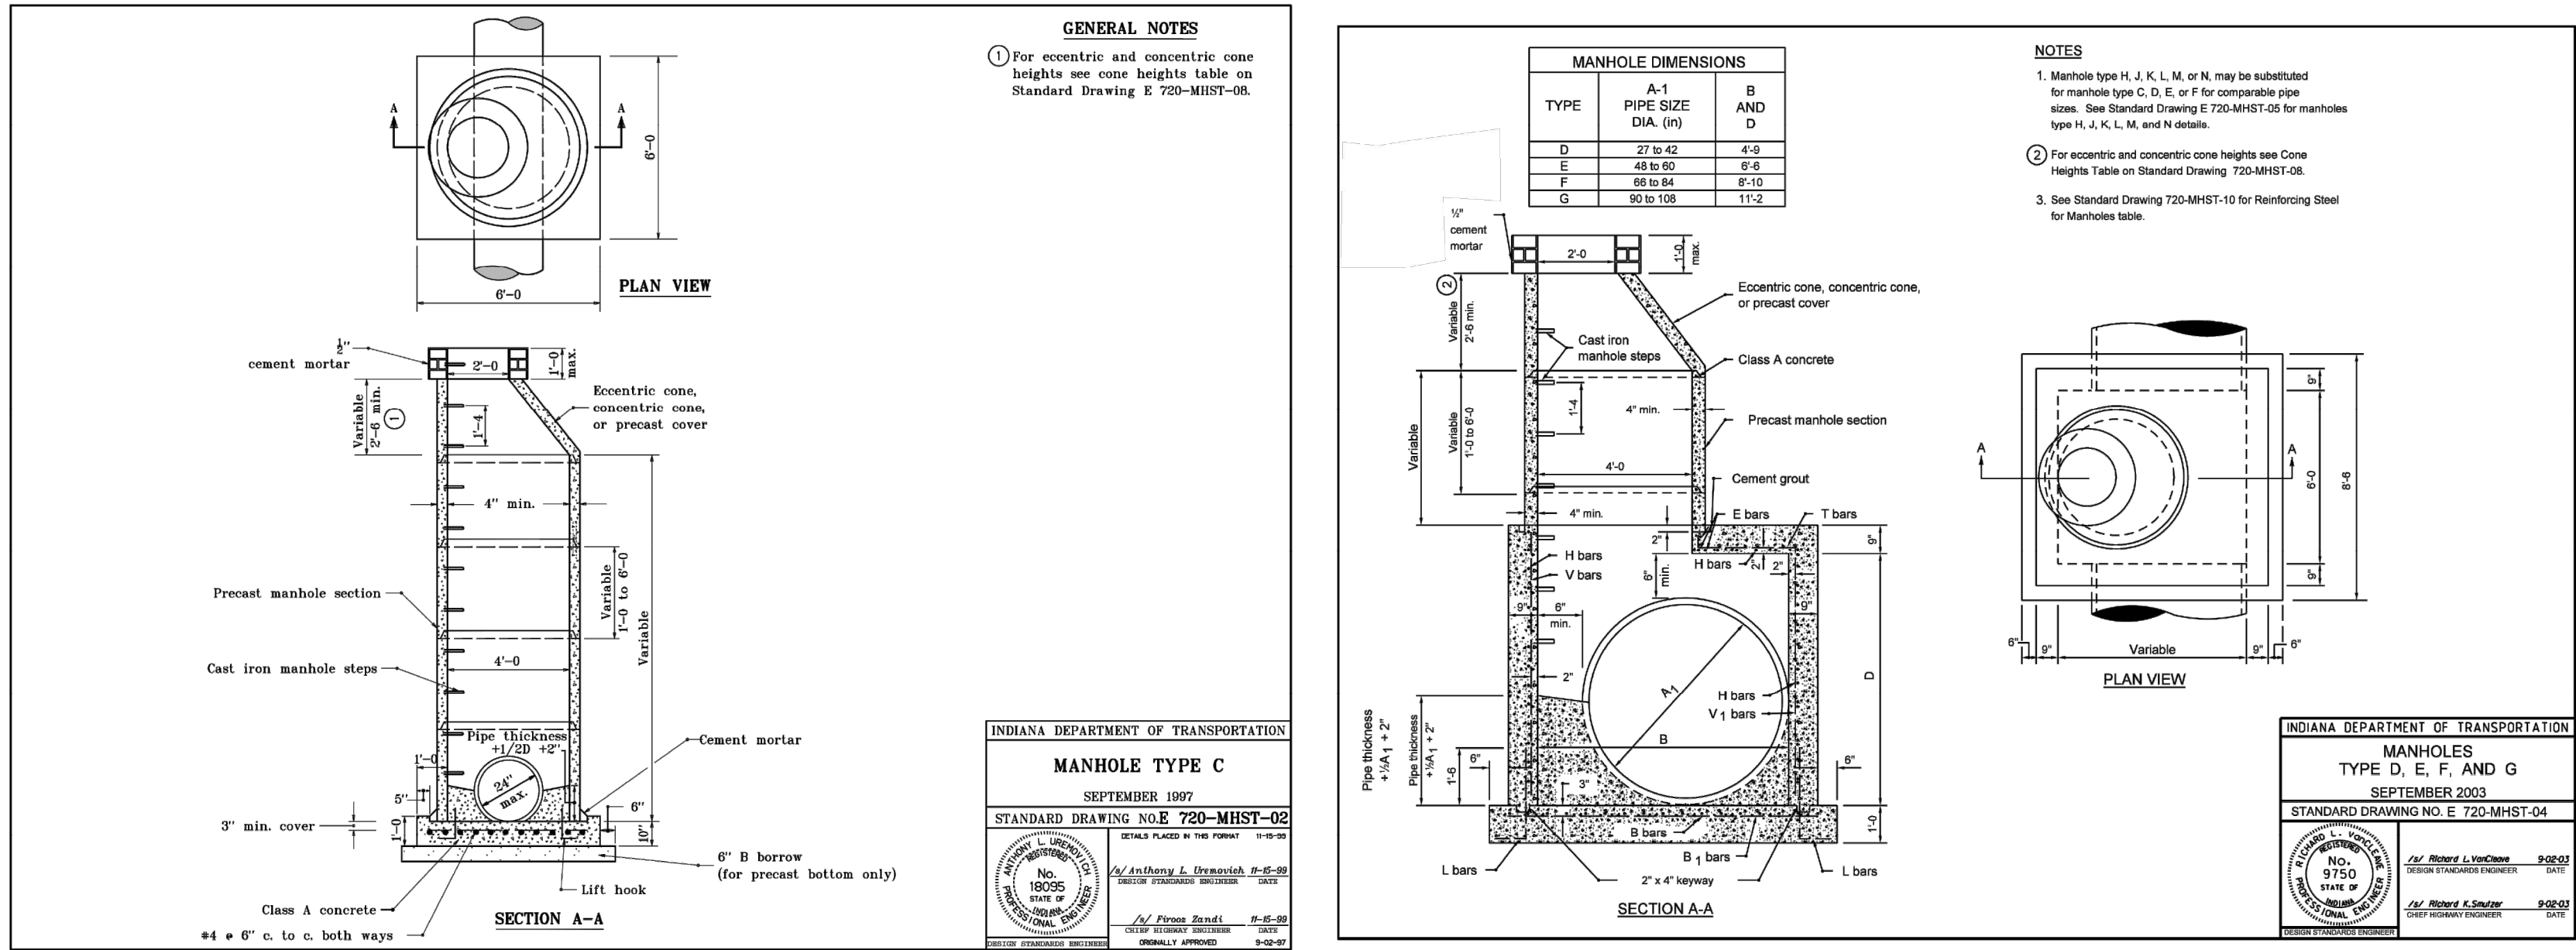 GENERAL NOTES
1 For eccentric and concentric cone
heights see cone heights table on
Standard Drawing E 720-MHST-08.
A
A
6'-0
6'-0
PLAN VIEW
1/2"
cement mortar
2'-0
1'-0
max.
Variable
2'-6 min.
1
1'-4
Eccentric cone,
concentric cone,
or precast cover
4" min.
Variable
1'-0 to 6'-0
Variable
Precast manhole section
4'-0
Cast iron manhole steps
Pipe thickness
+1/2D +2"
1'-0
24"
max.
Cement mortar
5"
6"
3" min. cover
1'-0
10"
6" B borrow
(for precast bottom only)
Lift hook
Class A concrete
#4 @ 6" c. to c. both ways
SECTION A-A
INDIANA DEPARTMENT OF TRANSPORTATION
MANHOLE TYPE C
SEPTEMBER 1997
STANDARD DRAWING NO.E 720-MHST-02
DETAILS PLACED IN THIS FORMAT 11-15-99
ANTHONY L. UREMOVICH
REGISTERED
No.
18095
STATE OF
INDIANA
PROFESSIONAL ENGINEER
/s/ Anthony L. Uremovich 11-15-99
DESIGN STANDARDS ENGINEER DATE
/s/ Firooz Zandi 11-15-99
CHIEF HIGHWAY ENGINEER DATE
DESIGN STANDARDS ENGINEER
ORIGINALLY APPROVED 9-02-97
MANHOLE DIMENSIONS
TYPE A-1 PIPE SIZE DIA. (in) B AND D
D 27 to 42 4'-9
E 48 to 60 6'-6
F 66 to 84 8'-10
G 90 to 108 11'-2
NOTES
1. Manhole type H, J, K, L, M, or N, may be substituted
for manhole type C, D, E, or F for comparable pipe
sizes. See Standard Drawing E 720-MHST-05 for manholes
type H, J, K, L, M, and N details.
2 For eccentric and concentric cone heights see Cone
Heights Table on Standard Drawing 720-MHST-08.
3. See Standard Drawing 720-MHST-10 for Reinforcing Steel
for Manholes table.
½"
cement
mortar
2'-0
1'-0
max.
2
Variable
2'-6 min.
Eccentric cone, concentric cone,
or precast cover
Cast iron
manhole steps
Class A concrete
Variable
Variable
1'-0 to 6'-0
1'-4
4" min.
Precast manhole section
4'-0
Cement grout
4" min.
E bars
T bars
2"
9"
H bars
V bars
6"
min.
H bars
2"
2"
9"
6"
min.
9"
2"
A1
D
H bars
V1 bars
Pipe thickness
+½A1 + 2"
Pipe thickness
+½A1 + 2"
B
1'-6
6"
3"
6"
B bars
1'-0
B1 bars
L bars
2" x 4" keyway
L bars
SECTION A-A
A
A
9"
6'-0
8'-6
9"
6"
9"
Variable
9"
6"
PLAN VIEW
INDIANA DEPARTMENT OF TRANSPORTATION
MANHOLES
TYPE D, E, F, AND G
SEPTEMBER 2003
STANDARD DRAWING NO. E 720-MHST-04
RICHARD L. VANCLEAVE
REGISTERED
No.
9750
STATE OF
INDIANA
PROFESSIONAL ENGINEER
/s/ Richard L.VanCleave 9-02-03
DESIGN STANDARDS ENGINEER DATE
/s/ Richard K.Smutzer 9-02-03
CHIEF HIGHWAY ENGINEER DATE
DESIGN STANDARDS ENGINEER